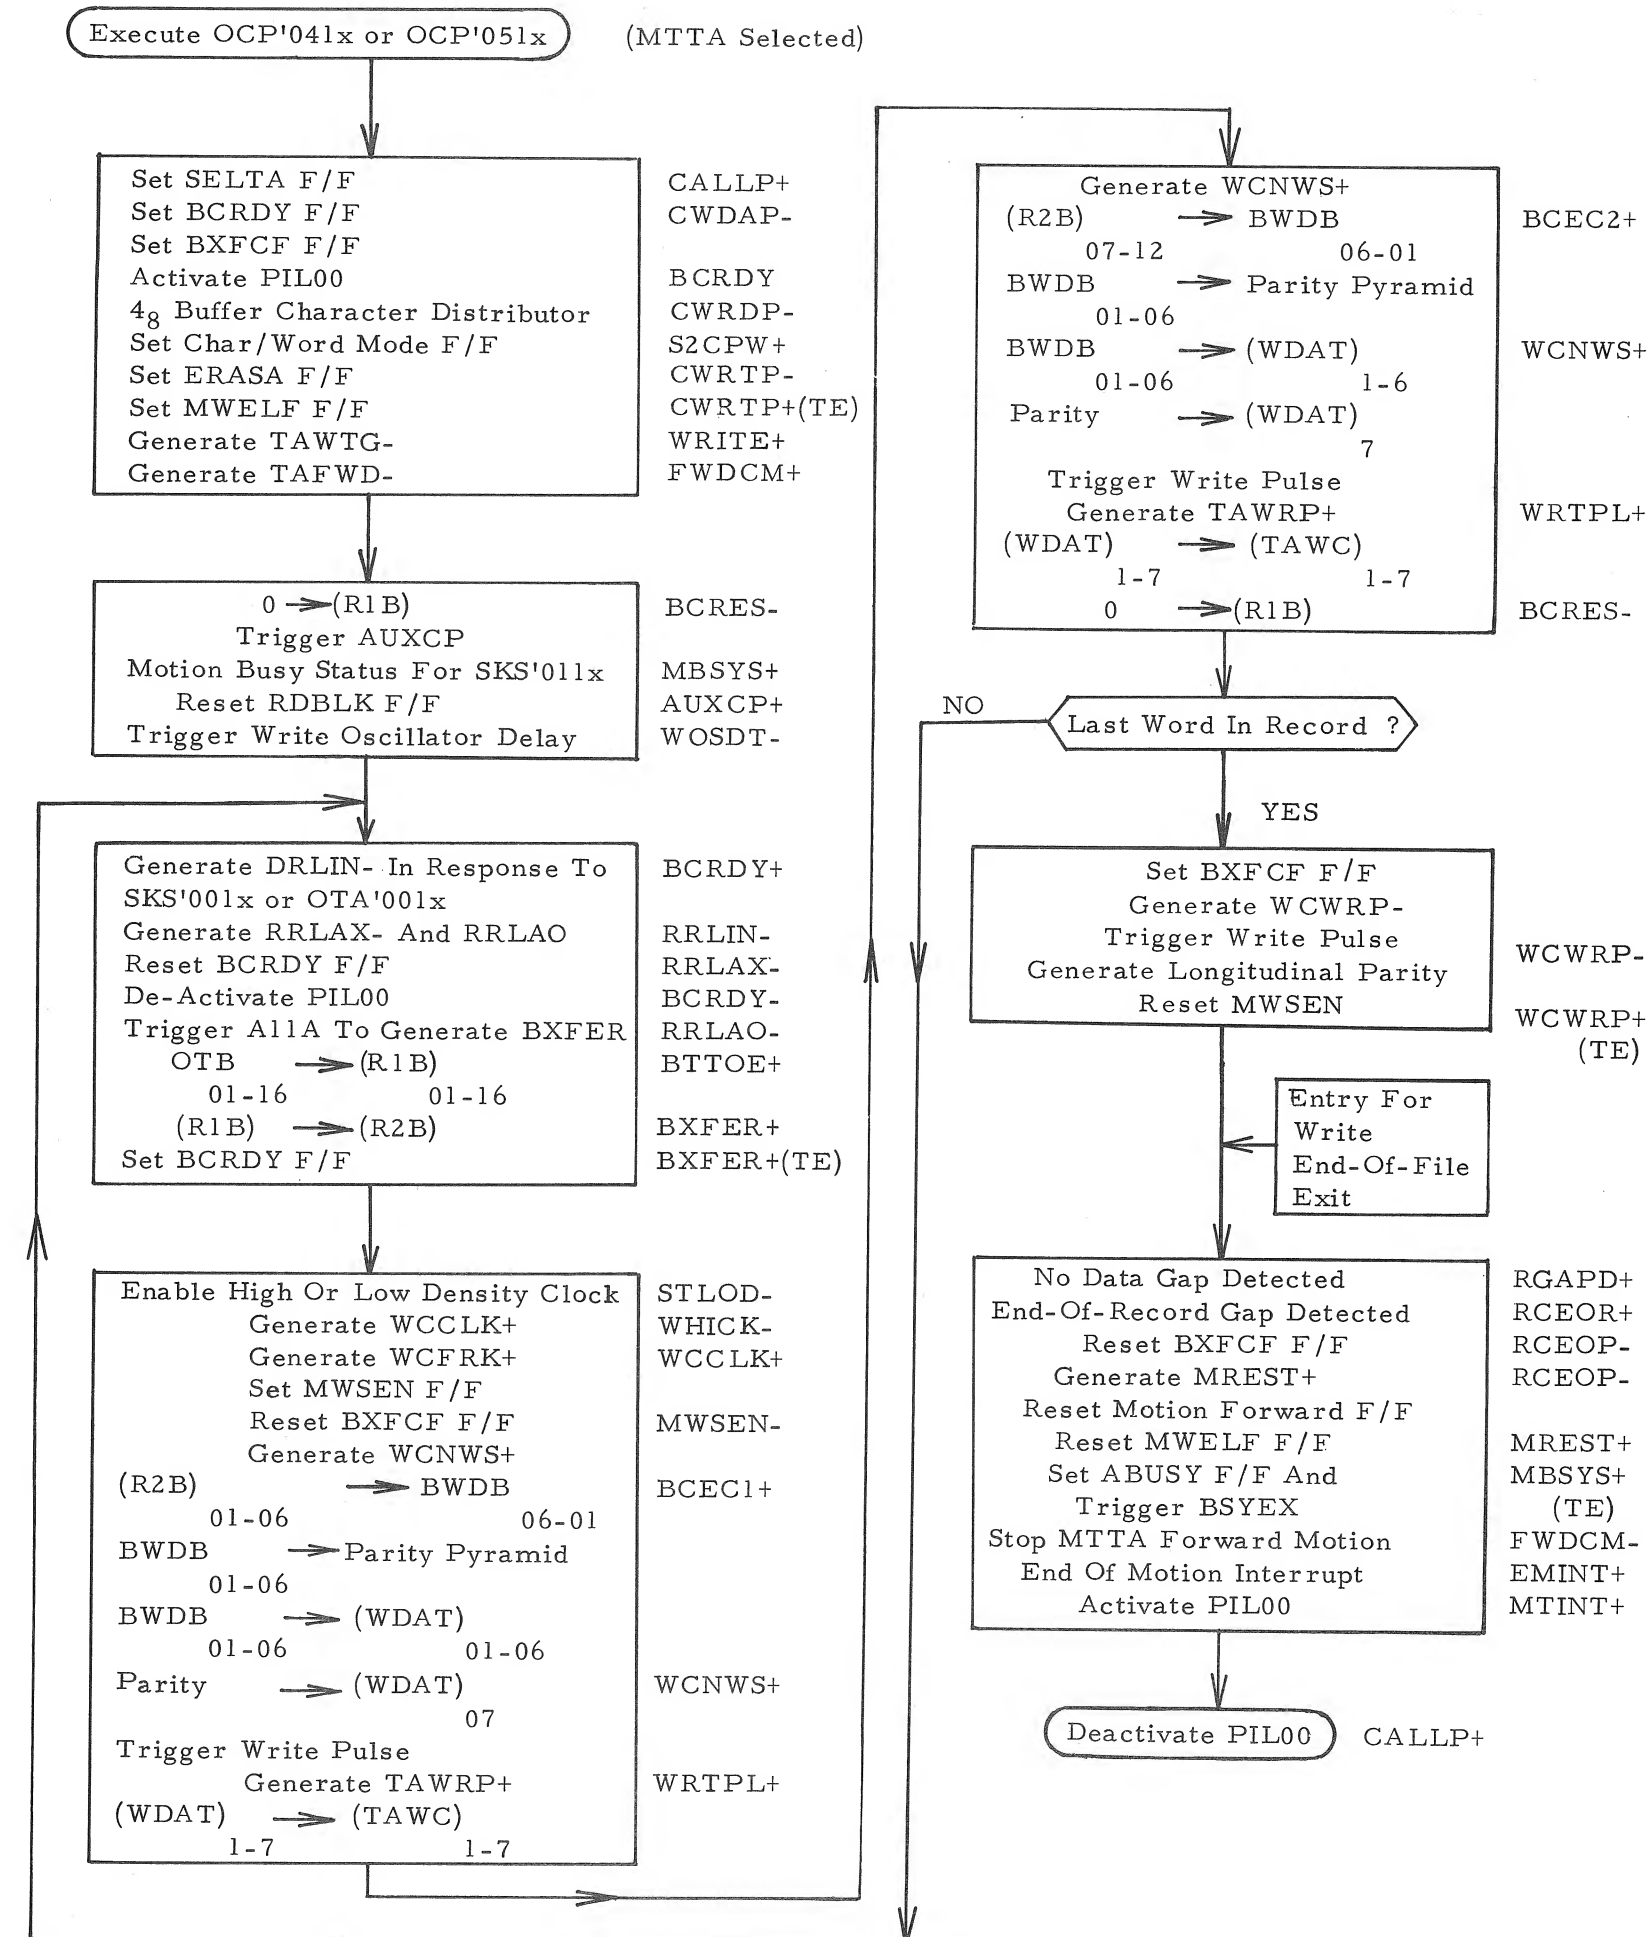 Execute OCP'041x or OCP'051x (MTTA Selected)
Set SELTA F/F CALLP+
Set BCRDY F/F CWDAP-
Set BXFCF F/F
Activate PIL00 BCRDY
4₈ Buffer Character Distributor CWRDP-
Set Char/Word Mode F/F S2CPW+
Set ERASA F/F CWRTP-
Set MWELF F/F CWRTP+(TE)
Generate TAWTG- WRITE+
Generate TAFWD- FWDCM+
0 → (R1B) BCRES-
Trigger AUXCP
Motion Busy Status For SKS'011x MBSYS+
Reset RDBLK F/F AUXCP+
Trigger Write Oscillator Delay WOSDT-
Generate DRLIN- In Response To BCRDY+
SKS'001x or OTA'001x
Generate RRLAX- And RRLAO RRLIN-
Reset BCRDY F/F RRLAX-
De-Activate PIL00 BCRDY-
Trigger A11A To Generate BXFER RRLAO-
OTB → (R1B) BTTOE+
01-16 01-16
(R1B) → (R2B) BXFER+
Set BCRDY F/F BXFER+(TE)
Enable High Or Low Density Clock STLOD-
Generate WCCLK+ WHICK-
Generate WCFRK+ WCCLK+
Set MWSEN F/F
Reset BXFCF F/F MWSEN-
Generate WCNWS+
(R2B) → BWDB BCEC1+
01-06 06-01
BWDB → Parity Pyramid
01-06
BWDB → (WDAT)
01-06 01-06
Parity → (WDAT) WCNWS+
07
Trigger Write Pulse
Generate TAWRP+ WRTPL+
(WDAT) → (TAWC)
1-7 1-7
Generate WCNWS+
(R2B) → BWDB BCEC2+
07-12 06-01
BWDB → Parity Pyramid
01-06
BWDB → (WDAT) WCNWS+
01-06 1-6
Parity → (WDAT)
7
Trigger Write Pulse
Generate TAWRP+ WRTPL+
(WDAT) → (TAWC)
1-7 1-7
0 → (R1B) BCRES-
NO
Last Word In Record ?
YES
Set BXFCF F/F
Generate WCWRP-
Trigger Write Pulse WCWRP-
Generate Longitudinal Parity
Reset MWSEN WCWRP+
(TE)
Entry For
Write
End-Of-File
Exit
No Data Gap Detected RGAPD+
End-Of-Record Gap Detected RCEOR+
Reset BXFCF F/F RCEOP-
Generate MREST+ RCEOP-
Reset Motion Forward F/F
Reset MWELF F/F MREST+
Set ABUSY F/F And MBSYS+
Trigger BSYEX (TE)
Stop MTTA Forward Motion FWDCM-
End Of Motion Interrupt EMINT+
Activate PIL00 MTINT+
Deactivate PIL00 CALLP+